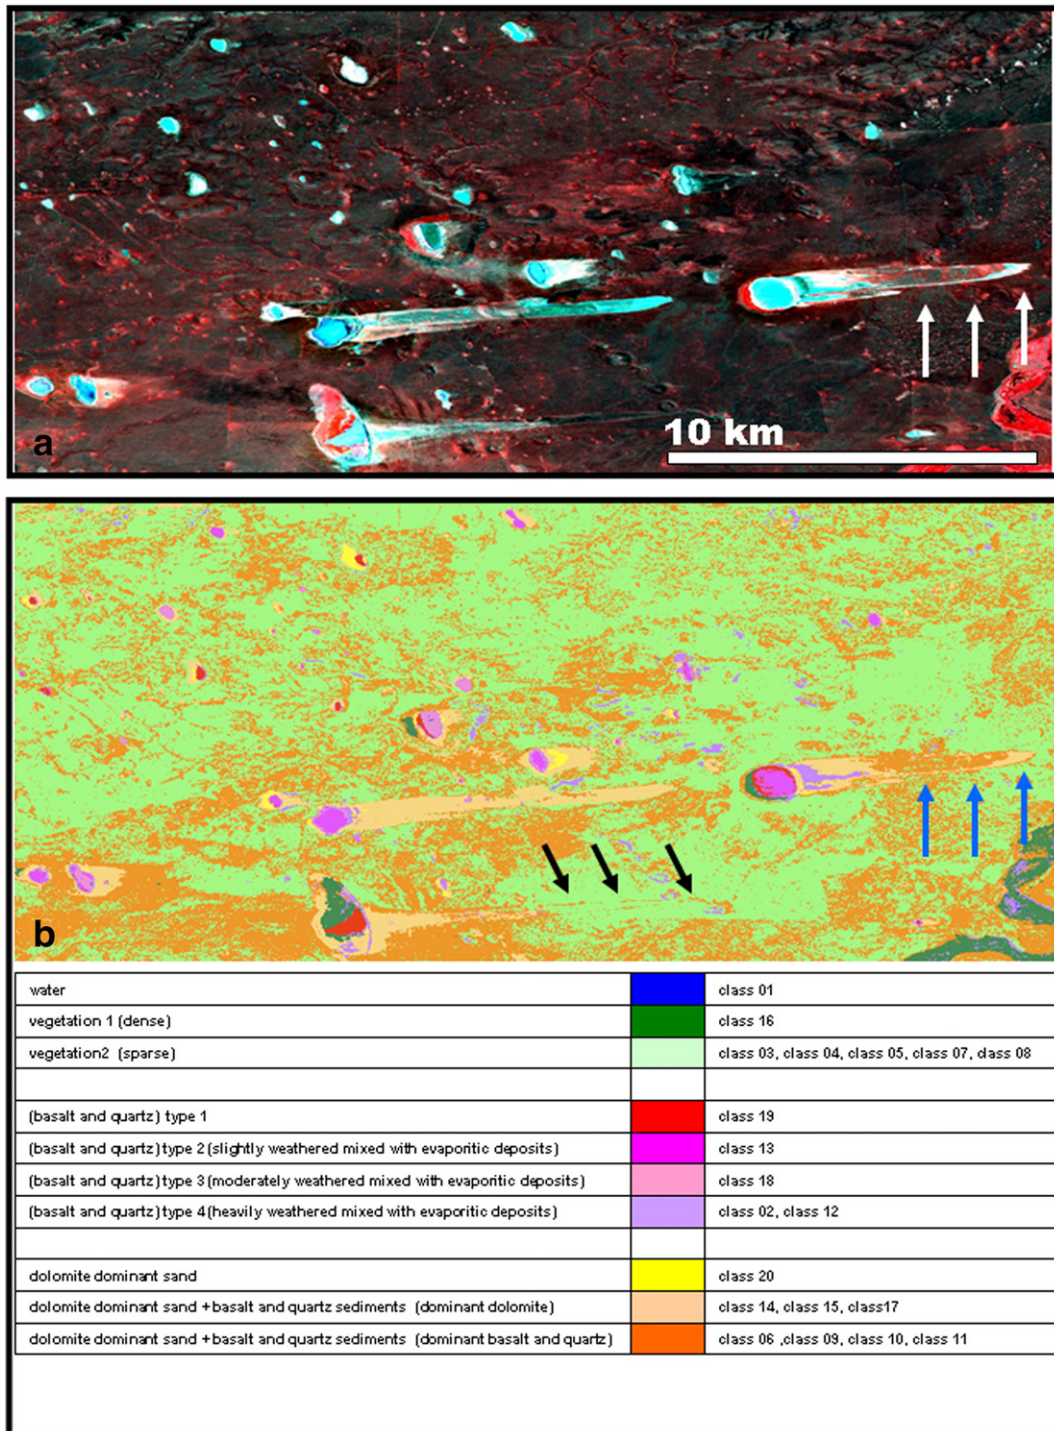 10 km
a
b
water class 01
vegetation 1 (dense) class 16
vegetation2 (sparse) class 03, class 04, class 05, class 07, class 08
(basalt and quartz) type 1 class 19
(basalt and quartz) type 2 (slightly weathered mixed with evaporitic deposits) class 13
(basalt and quartz) type 3 (moderately weathered mixed with evaporitic deposits) class 18
(basalt and quartz) type 4 (heavily weathered mixed with evaporitic deposits) class 02, class 12
dolomite dominant sand class 20
dolomite dominant sand + basalt and quartz sediments (dominant dolomite) class 14, class 15, class17
dolomite dominant sand + basalt and quartz sediments (dominant basalt and quartz) class 06 ,class 09, class 10, class 11